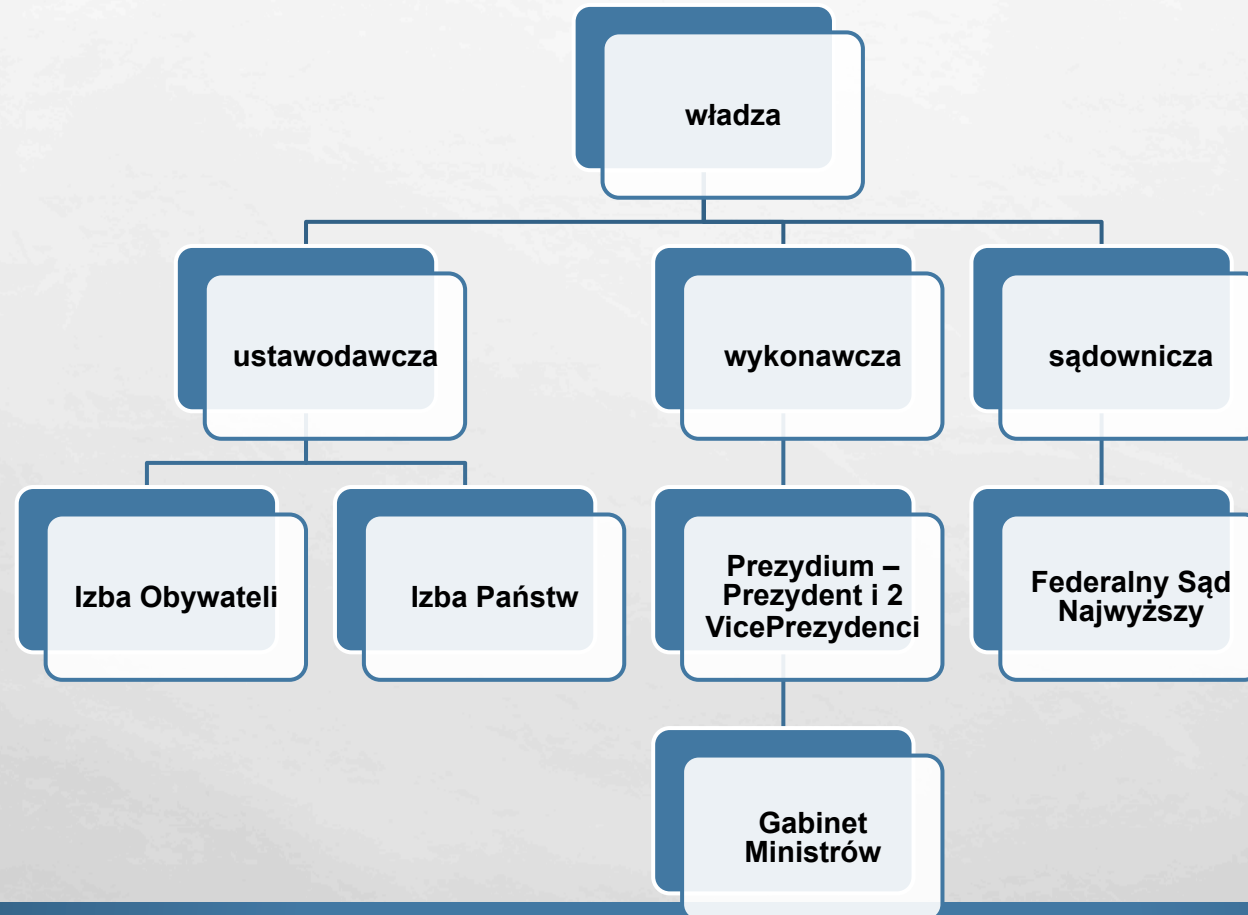 władza
ustawodawcza
wykonawcza
sądownicza
Izba Obywateli
Izba Państw
Prezydium –
Prezydent i 2
VicePrezydenci
Federalny Sąd
Najwyższy
Gabinet
Ministrów